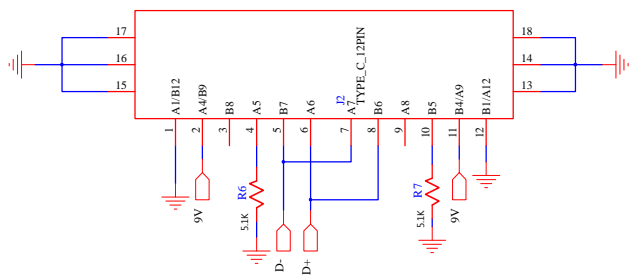 17
16
15
18
14
13
J2
TYPE_C_12PIN
A1/B12
A4/B9
B8
A5
B7
A6
A7
B6
A8
B5
B4/A9
B1/A12
1
2
3
4
5
6
7
8
9
10
11
12
R6
5.1K
R7
5.1K
9V
D-
D+
9V